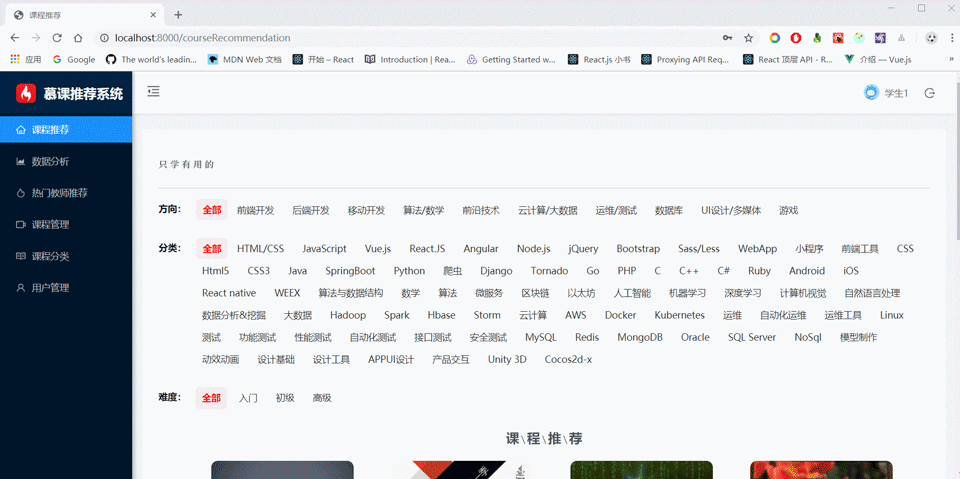 课程推荐
localhost:8000/courseRecommendation
应用 Google The world's leadin... MDN Web 文档 开始 – React Introduction | Rea... Getting Started w... React.js 小书 Proxying API Req... React 顶层 API - R... 介绍 — Vue.js »
慕课推荐系统
学生1
课程推荐
数据分析
热门教师推荐
课程管理
课程分类
用户管理
只学有用的
方向: 全部 前端开发 后端开发 移动开发 算法/数学 前沿技术 云计算/大数据 运维/测试 数据库 UI设计/多媒体 游戏
分类: 全部 HTML/CSS JavaScript Vue.js React.JS Angular Node.js jQuery Bootstrap Sass/Less WebApp 小程序 前端工具 CSS
Html5 CSS3 Java SpringBoot Python 爬虫 Django Tornado Go PHP C C++ C# Ruby Android iOS
React native WEEX 算法与数据结构 数学 算法 微服务 区块链 以太坊 人工智能 机器学习 深度学习 计算机视觉 自然语言处理
数据分析&挖掘 大数据 Hadoop Spark Hbase Storm 云计算 AWS Docker Kubernetes 运维 自动化运维 运维工具 Linux
测试 功能测试 性能测试 自动化测试 接口测试 安全测试 MySQL Redis MongoDB Oracle SQL Server NoSql 模型制作
动效动画 设计基础 设计工具 APPUI设计 产品交互 Unity 3D Cocos2d-x
难度: 全部 入门 初级 高级
课\程\推\荐